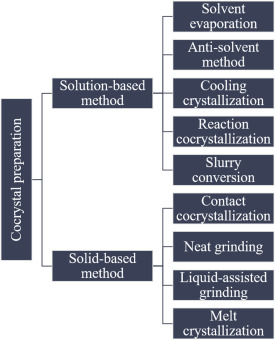 Cocrystal preparation
Solution-based
method
Solvent
evaporation
Anti-solvent
method
Cooling
crystallization
Reaction
cocrystallization
Slurry
conversion
Solid-based
method
Contact
cocrystallization
Neat grinding
Liquid-assisted
grinding
Melt
crystallization